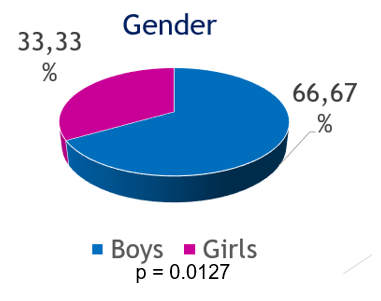 Gender
33,33
%
66,67
%
Boys Girls
p = 0.0127